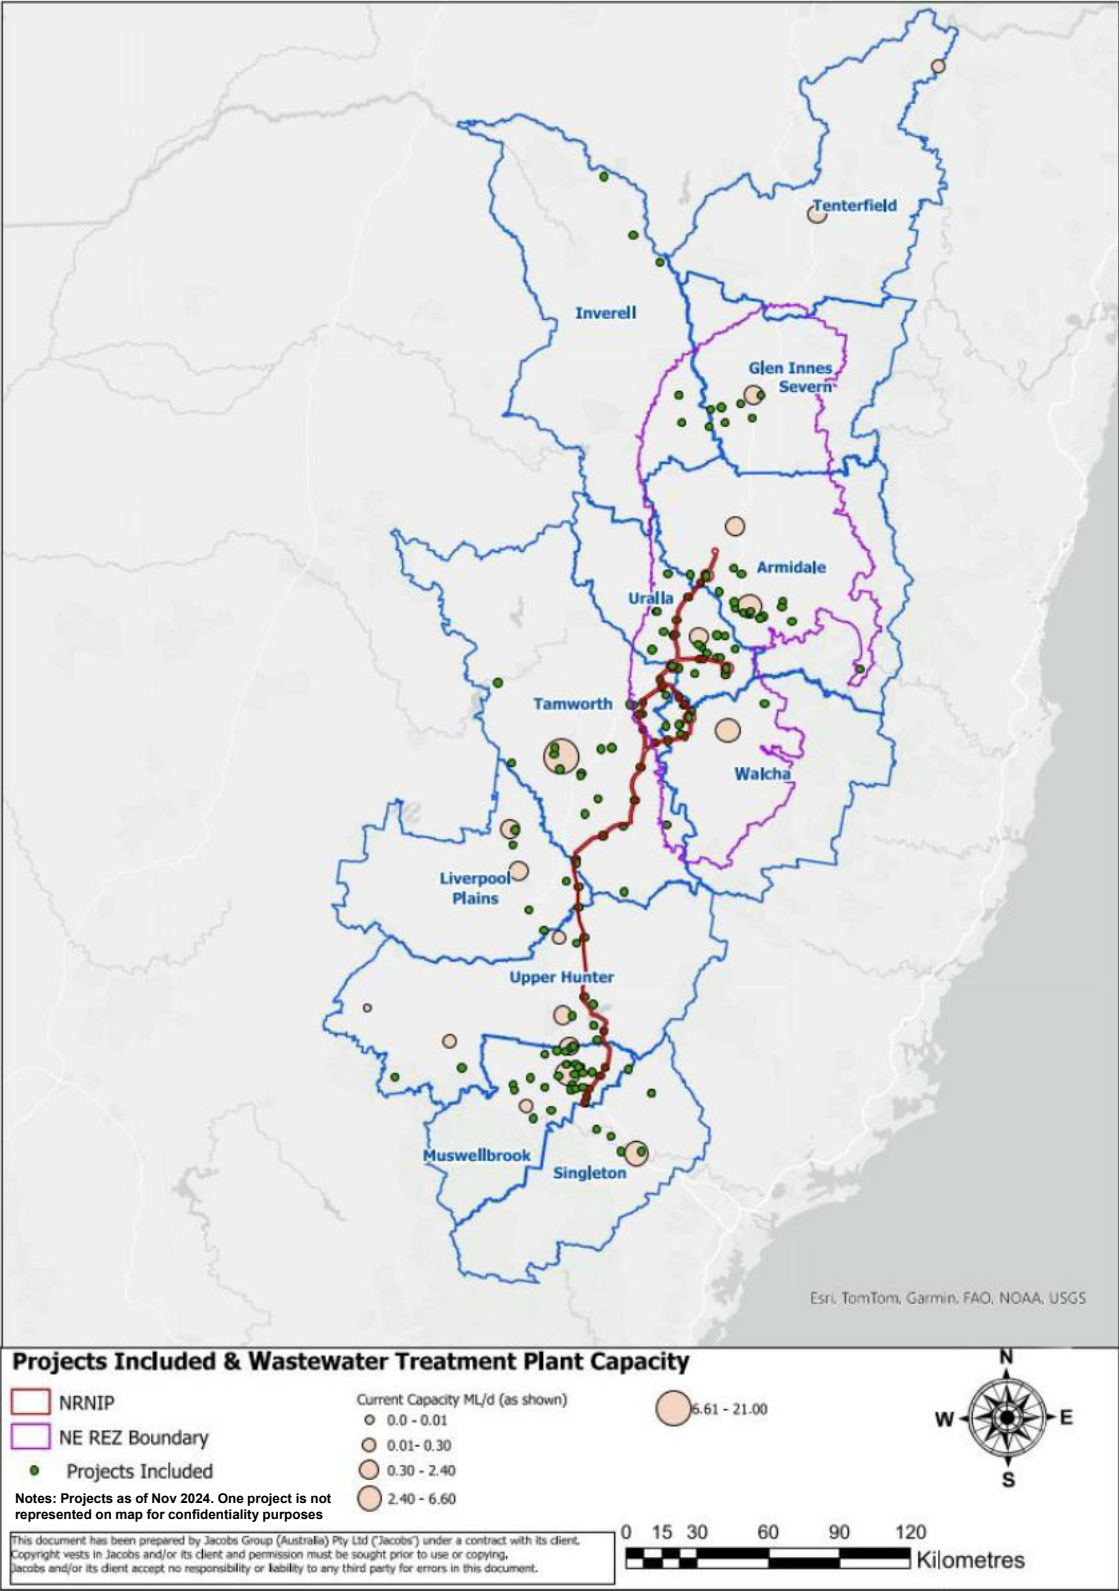 Tenterfield
Inverell
Glen Innes
Severn
Armidale
Uralla
Tamworth
Walcha
Liverpool
Plains
Upper Hunter
Muswellbrook
Singleton
Esri, TomTom, Garmin, FAO, NOAA, USGS
Projects Included & Wastewater Treatment Plant Capacity
NRNIP
NE REZ Boundary
Projects Included
Notes: Projects as of Nov 2024. One project is not
represented on map for confidentiality purposes
Current Capacity ML/d (as shown)
0.0 - 0.01
0.01- 0.30
0.30 - 2.40
2.40 - 6.60
6.61 - 21.00
N
W
E
S
This document has been prepared by Jacobs Group (Australia) Pty Ltd ('Jacobs') under a contract with its client.
Copyright vests in Jacobs and/or its client and permission must be sought prior to use or copying.
Jacobs and/or its client accept no responsibility or liability to any third party for errors in this document.
0 15 30 60 90 120
Kilometres